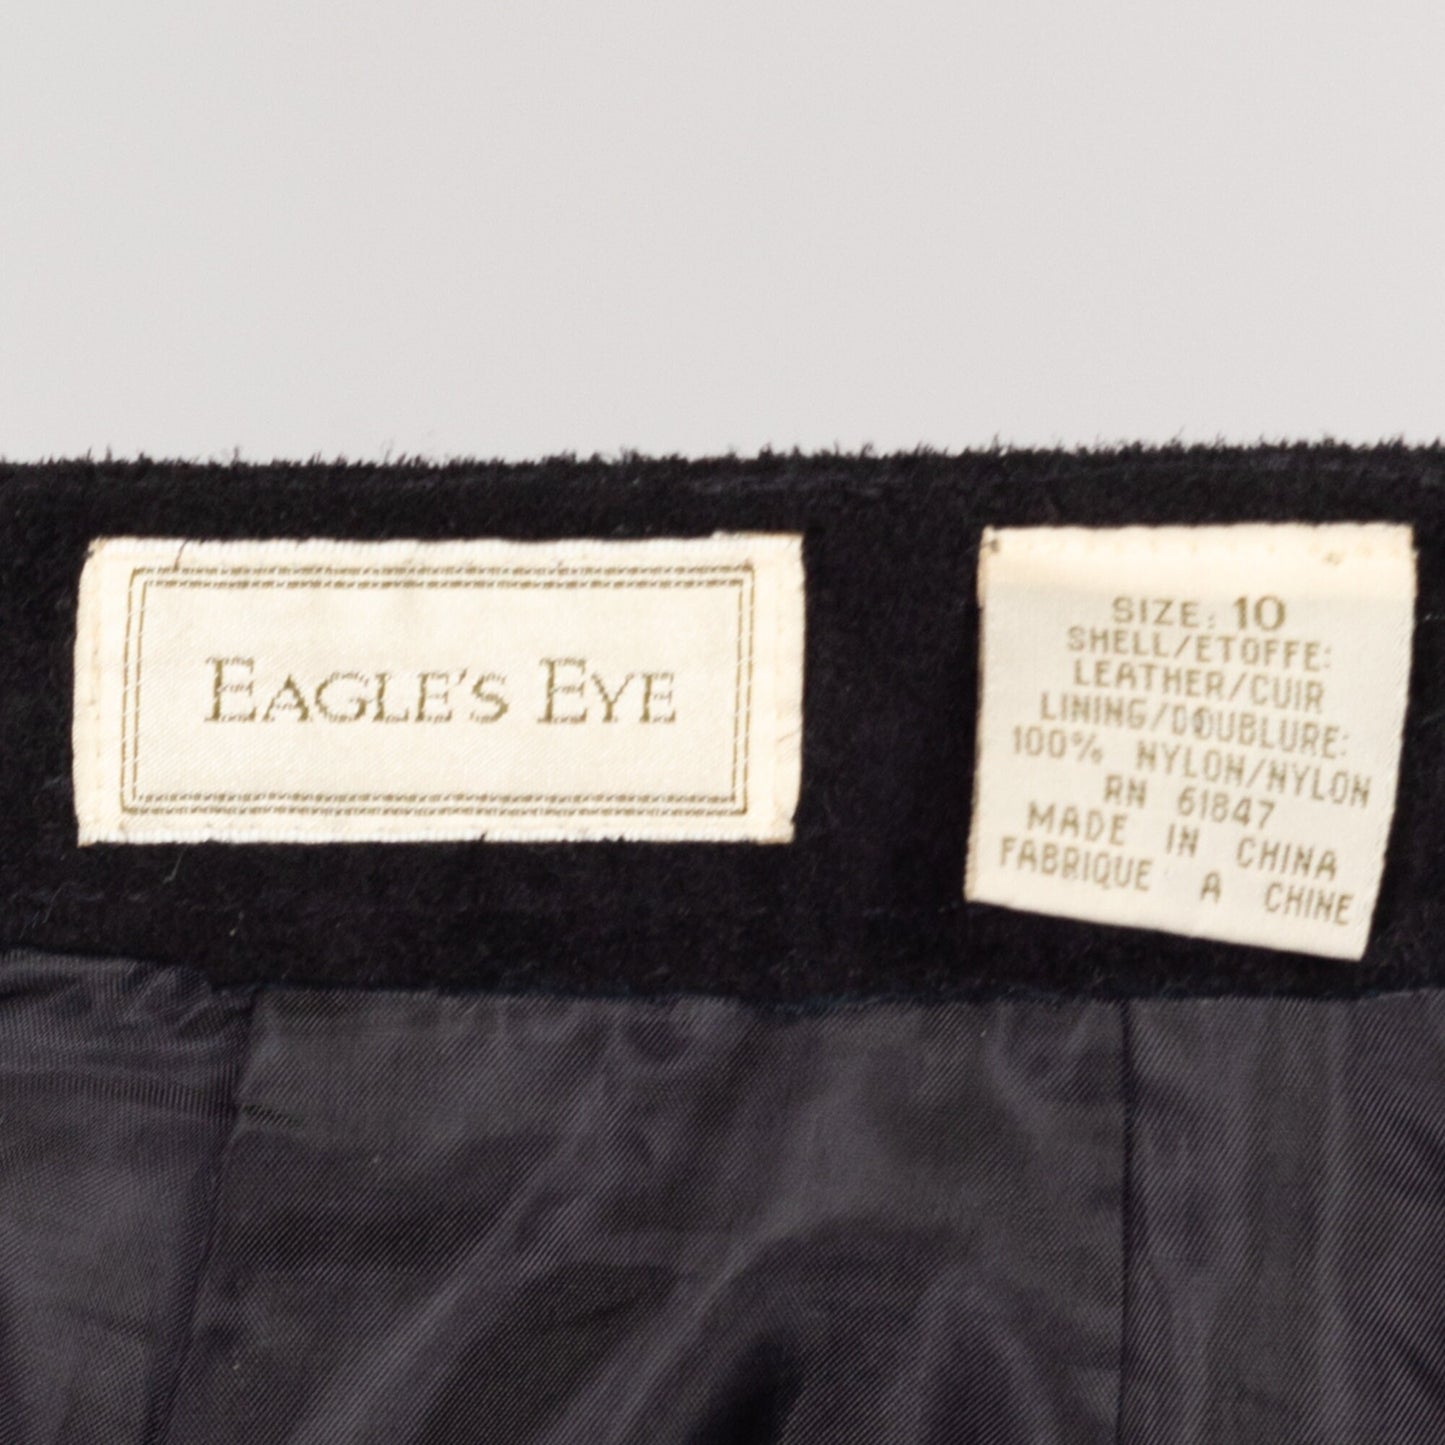 EAGLE'S EYE
SIZE: 10
SHELL/ETOFFE:
LEATHER/CUIR
LINING/DOUBLURE:
100% NYLON/NYLON
RN 61847
MADE IN CHINA
FABRIQUE A CHINE